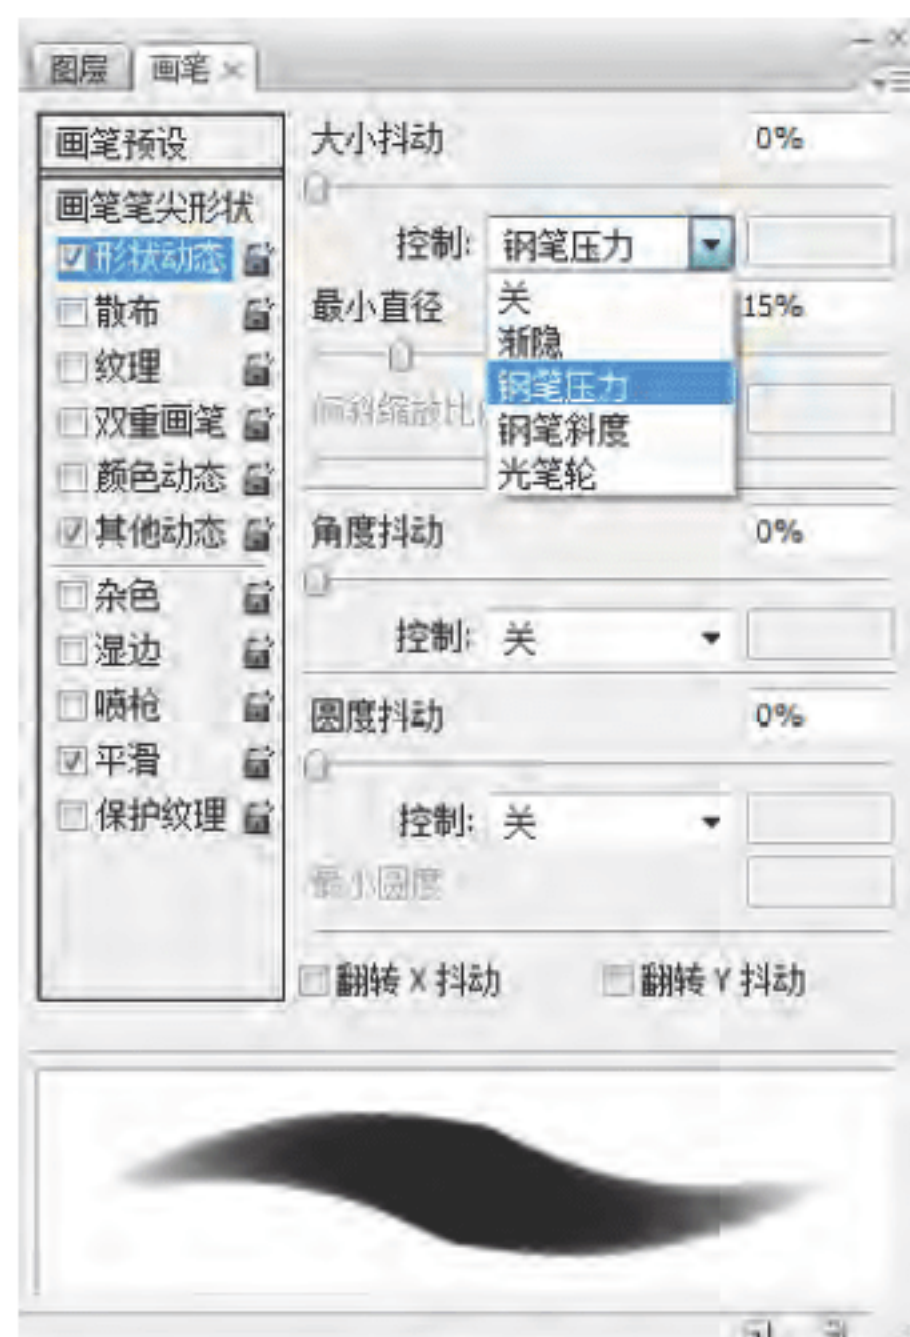 图层 画笔
画笔预设
画笔笔尖形状
形状动态
散布
纹理
双重画笔
颜色动态
其他动态
杂色
湿边
喷枪
平滑
保护纹理
大小抖动 0%
控制: 钢笔压力
关
渐隐
钢笔压力
钢笔斜度
光笔轮
最小直径 15%
倾斜缩放比
角度抖动 0%
控制: 关
圆度抖动 0%
控制: 关
最小圆度
翻转 X 抖动 翻转 Y 抖动